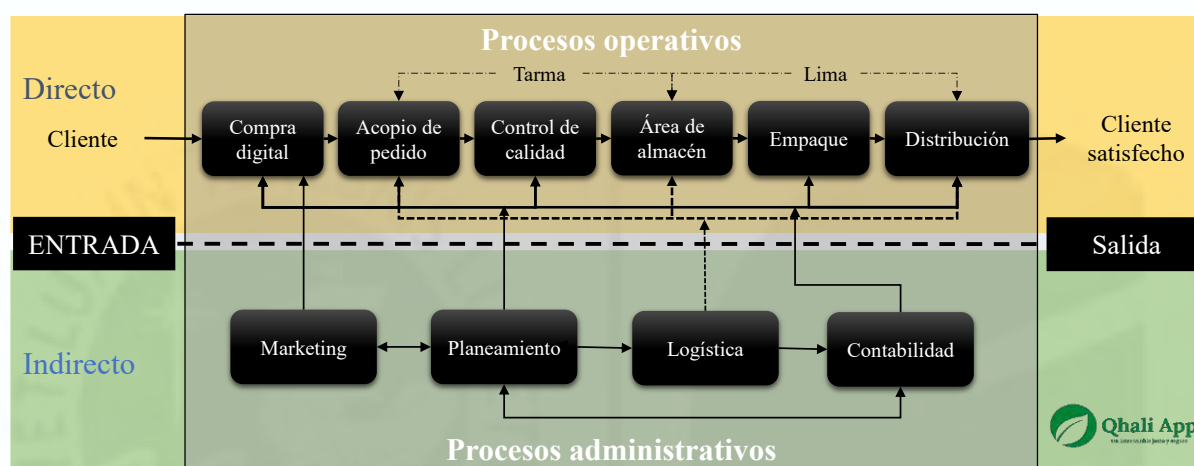 Procesos operativos
Directo
Tarma
Lima
Cliente
Compra
digital
Acopio de
pedido
Control de
calidad
Área de
almacén
Empaque
Distribución
Cliente
satisfecho
ENTRADA
Salida
Indirecto
Marketing
Planeamiento
Logística
Contabilidad
Qhali App
Procesos administrativos